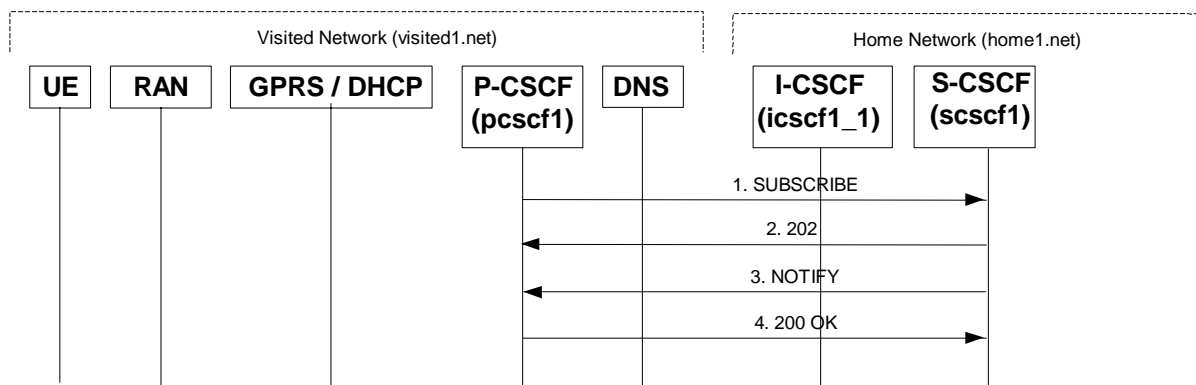 Visited Network (visited1.net)
Home Network (home1.net)
UE
RAN
GPRS / DHCP
P-CSCF
(pcscf1)
DNS
I-CSCF
(icscf1_1)
S-CSCF
(scscf1)
1. SUBSCRIBE
2. 202
3. NOTIFY
4. 200 OK